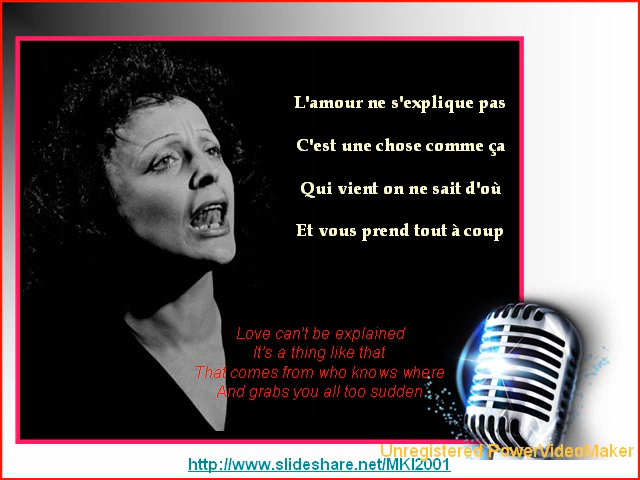 L'amour ne s'explique pas
C'est une chose comme ça
Qui vient on ne sait d'où
Et vous prend tout à coup
Love can't be explained
It's a thing like that
That comes from who knows where
And grabs you all too sudden
Unregistered PowerVideoMaker
http://www.slideshare.net/MKI2001